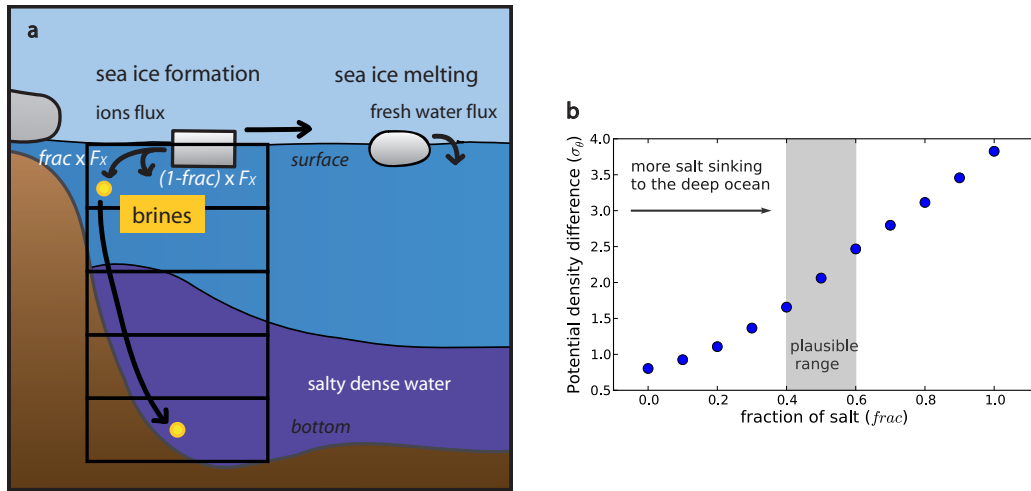 a
sea ice formation
sea ice melting
ions flux
fresh water flux
frac x Fx
surface
(1-frac) x Fx
brines
salty dense water
bottom
b
Potential density difference (σθ)
4.0
3.5
3.0
2.5
2.0
1.5
1.0
0.5
more salt sinking
to the deep ocean
plausible
range
0.0 0.2 0.4 0.6 0.8 1.0
fraction of salt (frac)